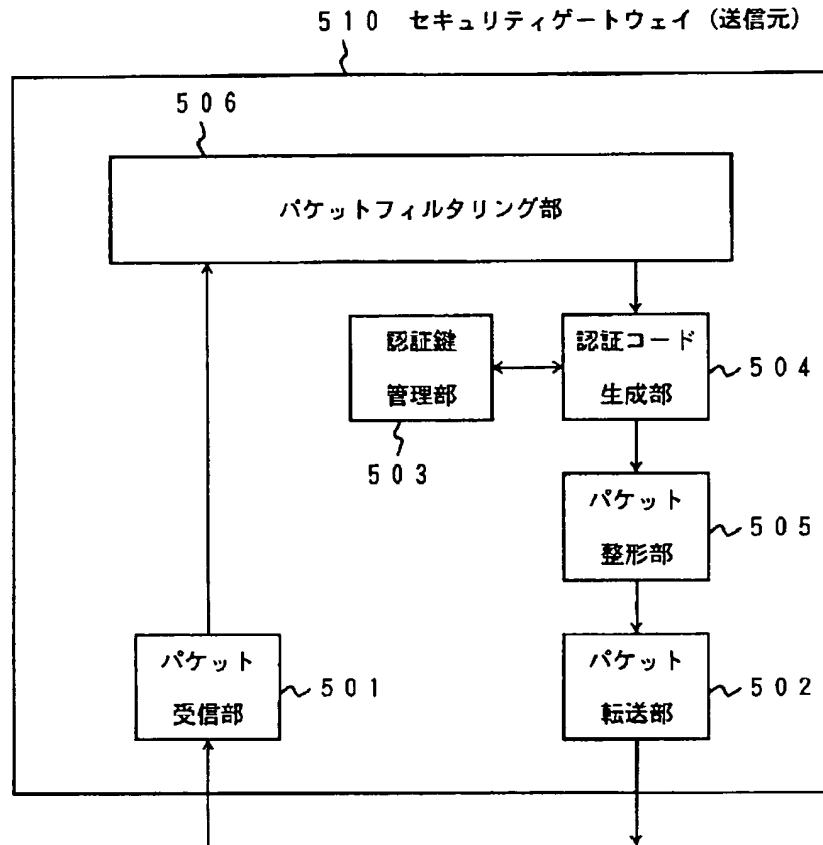 ５１０ セキュリティゲートウェイ（送信元）
５０６
パケットフィルタリング部
認証鍵
管理部
５０３
認証コード
生成部
５０４
パケット
整形部
５０５
パケット
受信部
５０１
パケット
転送部
５０２